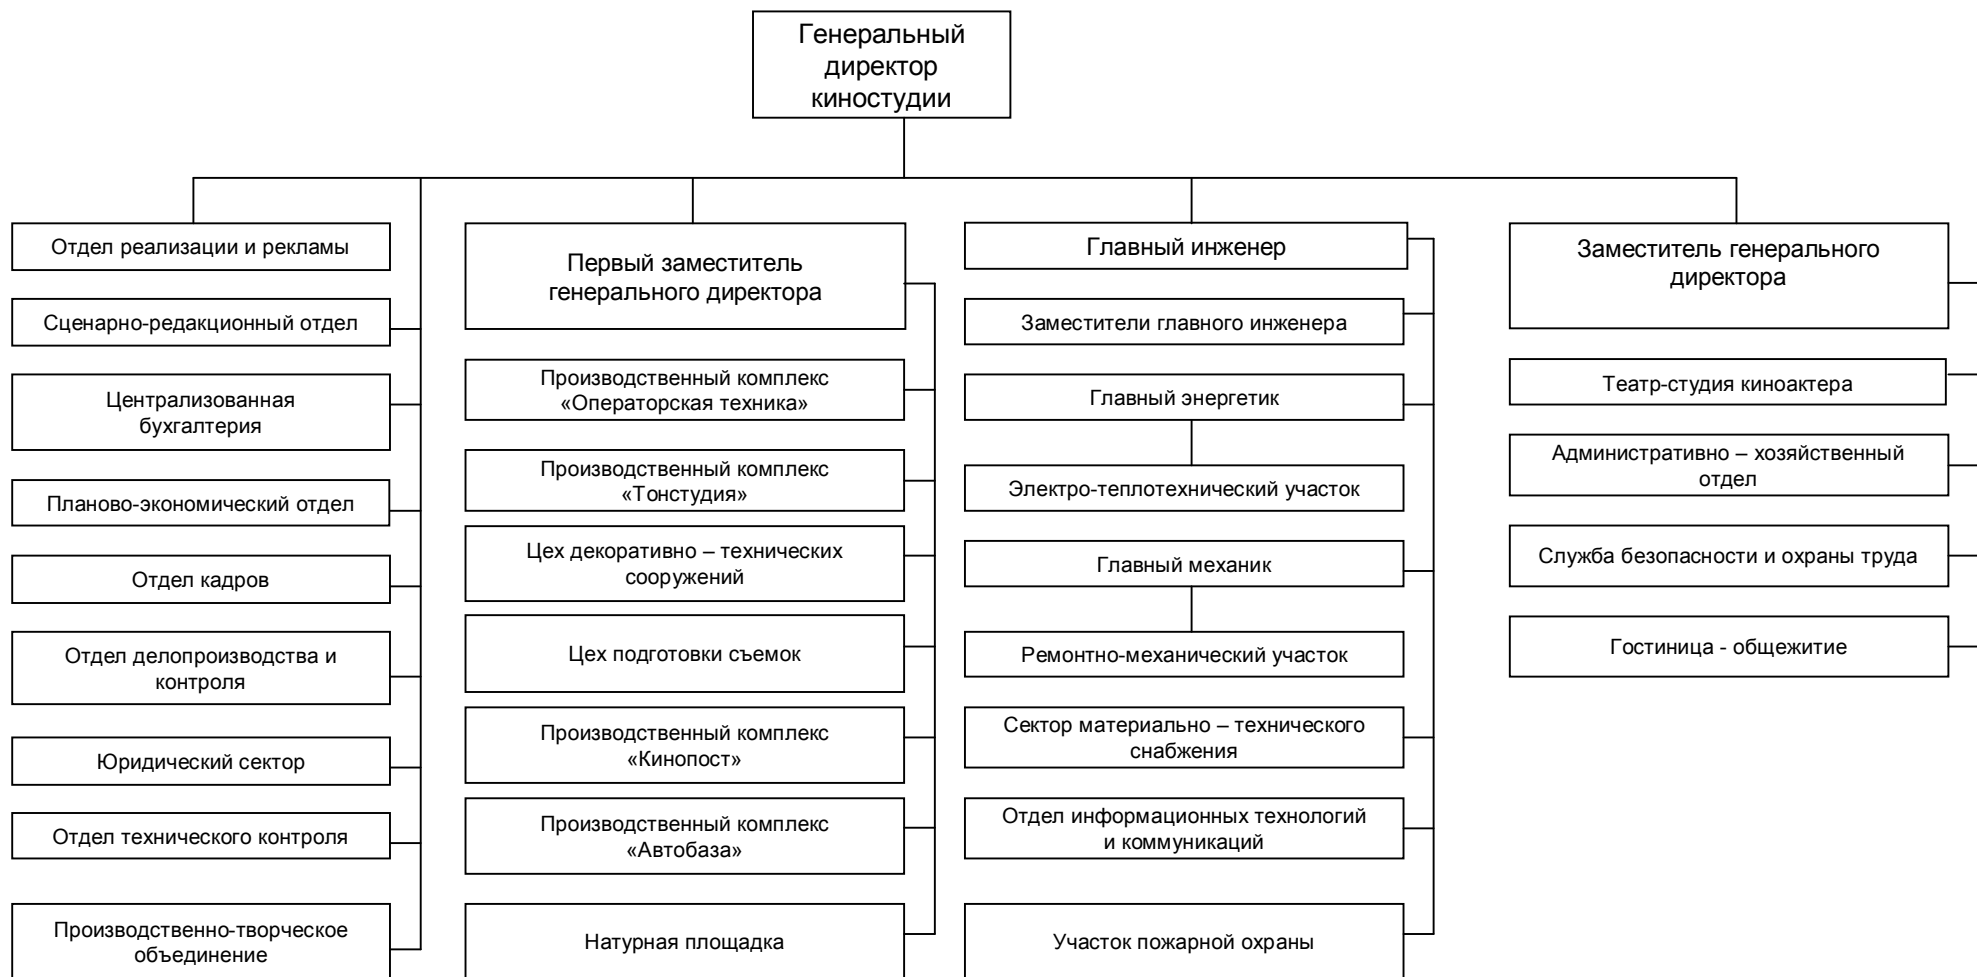 Генеральный
директор
киностудии
Отдел реализации и рекламы
Сценарно-редакционный отдел
Централизованная
бухгалтерия
Планово-экономический отдел
Отдел кадров
Отдел делопроизводства и
контроля
Юридический сектор
Отдел технического контроля
Производственно-творческое
объединение
Первый заместитель
генерального директора
Производственный комплекс
«Операторская техника»
Производственный комплекс
«Тонстудия»
Цех декоративно – технических
сооружений
Цех подготовки съемок
Производственный комплекс
«Кинопост»
Производственный комплекс
«Автобаза»
Натурная площадка
Главный инженер
Заместители главного инженера
Главный энергетик
Электро-теплотехнический участок
Главный механик
Ремонтно-механический участок
Сектор материально – технического
снабжения
Отдел информационных технологий
и коммуникаций
Участок пожарной охраны
Заместитель генерального
директора
Театр-студия киноактера
Административно – хозяйственный
отдел
Служба безопасности и охраны труда
Гостиница - общежитие